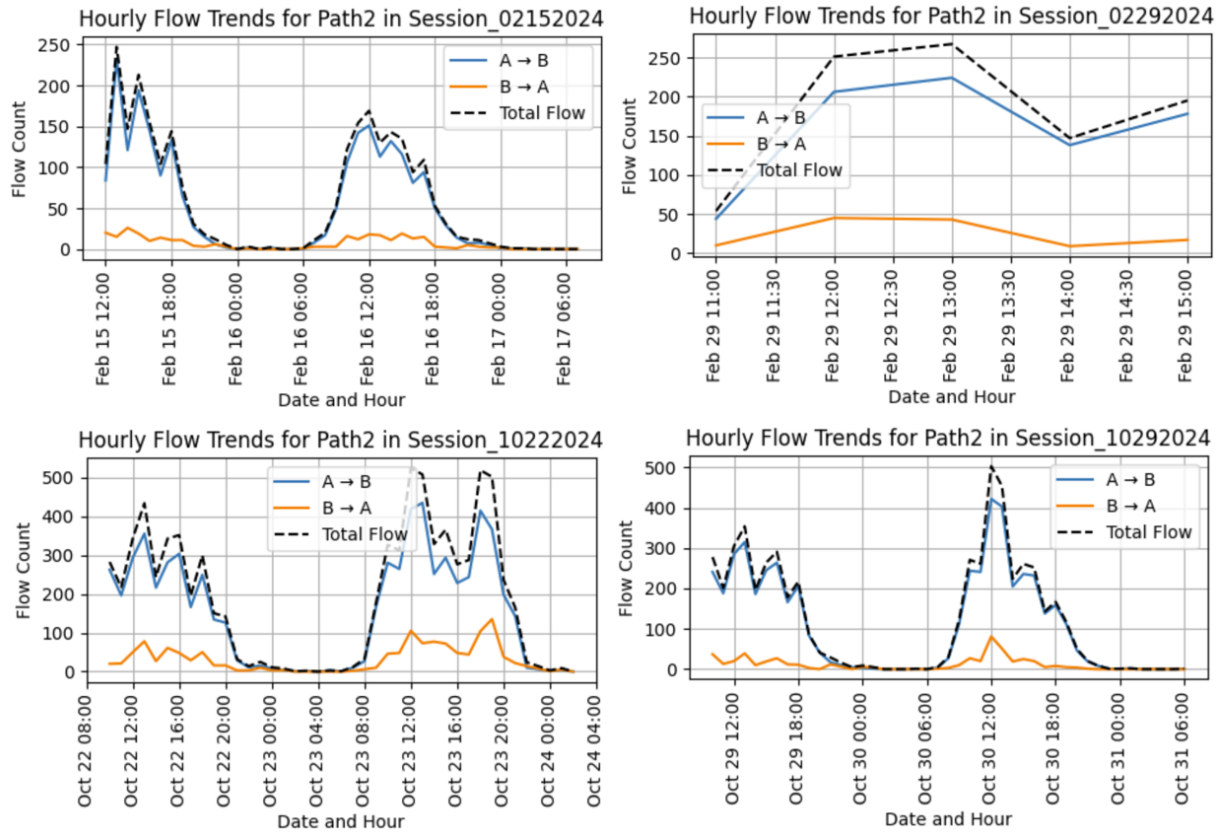 Hourly Flow Trends for Path2 in Session_02152024
Flow Count
250
200
150
100
50
0
A → B
B → A
Total Flow
Feb 15 12:00
Feb 15 18:00
Feb 16 00:00
Feb 16 06:00
Feb 16 12:00
Feb 16 18:00
Feb 17 00:00
Feb 17 06:00
Date and Hour
Hourly Flow Trends for Path2 in Session_02292024
Flow Count
250
200
150
100
50
0
A → B
B → A
Total Flow
Feb 29 11:00
Feb 29 11:30
Feb 29 12:00
Feb 29 12:30
Feb 29 13:00
Feb 29 13:30
Feb 29 14:00
Feb 29 14:30
Feb 29 15:00
Date and Hour
Hourly Flow Trends for Path2 in Session_10222024
Flow Count
500
400
300
200
100
0
A → B
B → A
Total Flow
Oct 22 08:00
Oct 22 12:00
Oct 22 16:00
Oct 22 20:00
Oct 23 00:00
Oct 23 04:00
Oct 23 08:00
Oct 23 12:00
Oct 23 16:00
Oct 23 20:00
Oct 24 00:00
Oct 24 04:00
Date and Hour
Hourly Flow Trends for Path2 in Session_10292024
Flow Count
500
400
300
200
100
0
A → B
B → A
Total Flow
Oct 29 12:00
Oct 29 18:00
Oct 30 00:00
Oct 30 06:00
Oct 30 12:00
Oct 30 18:00
Oct 31 00:00
Oct 31 06:00
Date and Hour